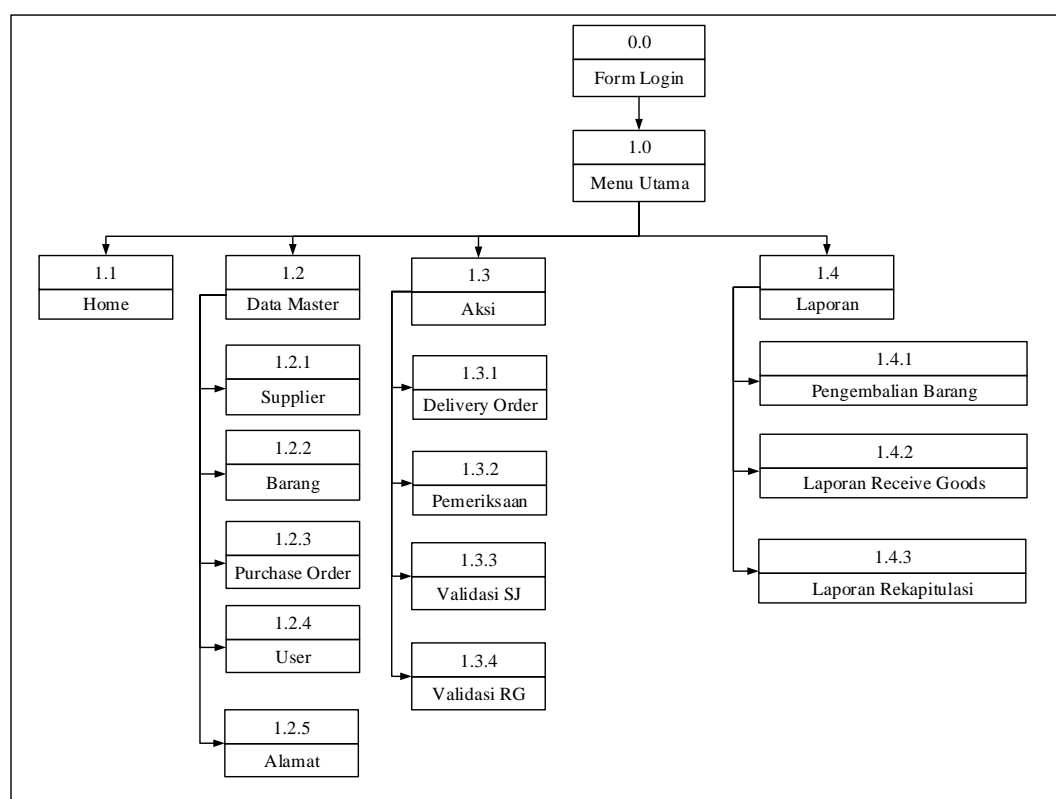 0.0
Form Login
1.0
Menu Utama
1.1
Home
1.2
Data Master
1.2.1
Supplier
1.2.2
Barang
1.2.3
Purchase Order
1.2.4
User
1.2.5
Alamat
1.3
Aksi
1.3.1
Delivery Order
1.3.2
Pemeriksaan
1.3.3
Validasi SJ
1.3.4
Validasi RG
1.4
Laporan
1.4.1
Pengembalian Barang
1.4.2
Laporan Receive Goods
1.4.3
Laporan Rekapitulasi